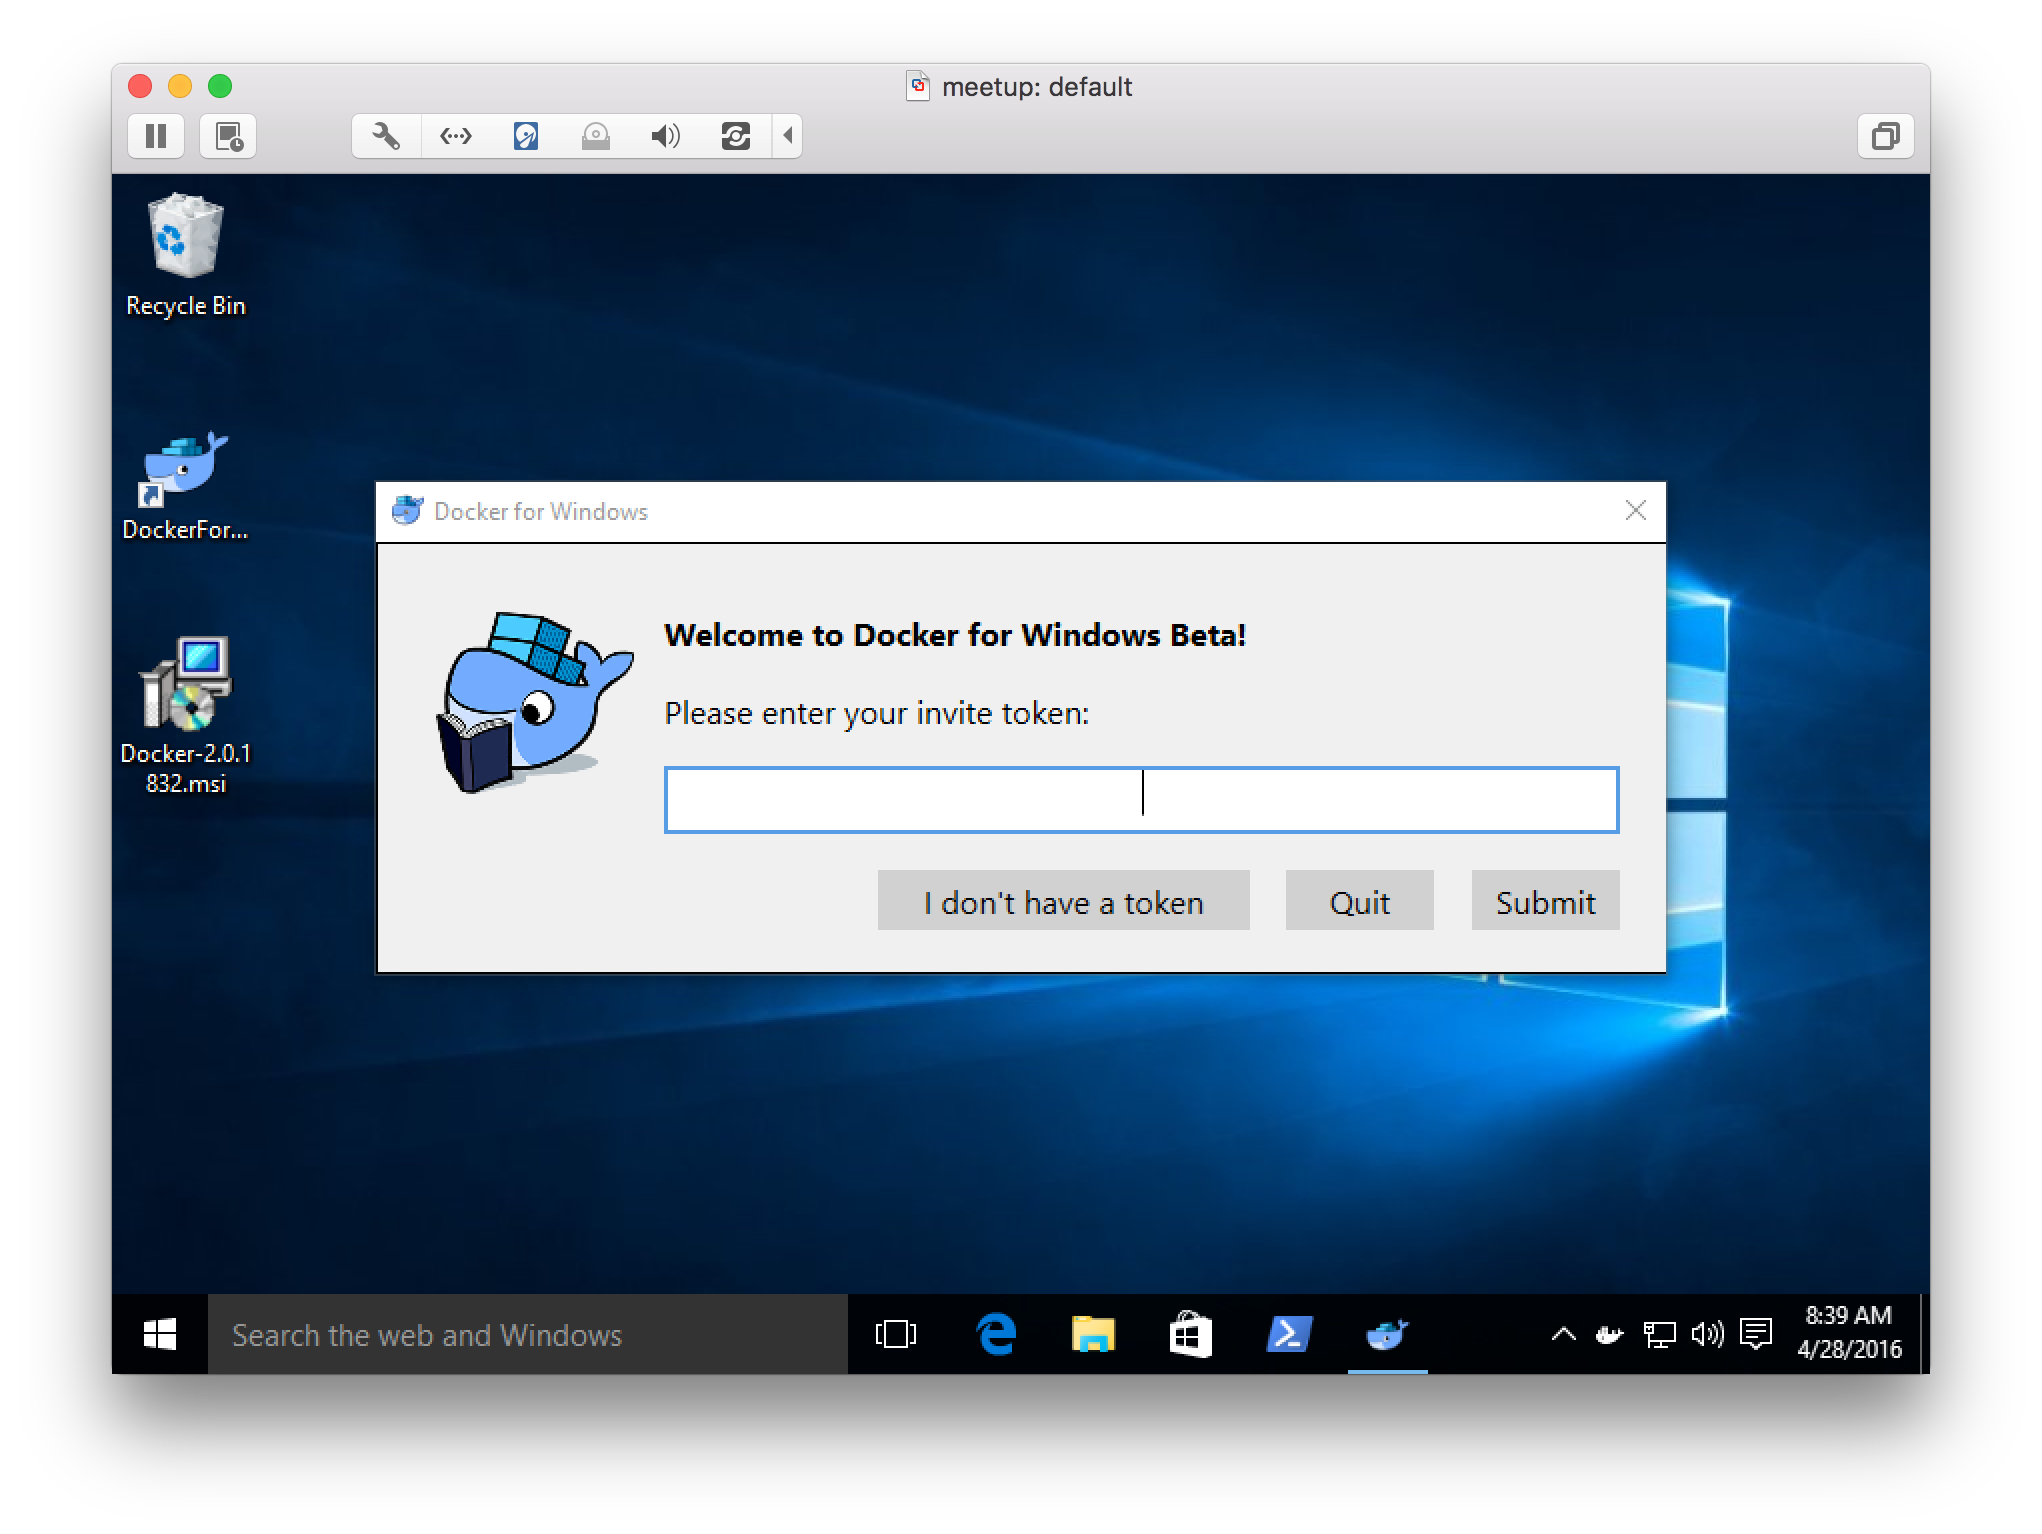 meetup: default
Recycle Bin
DockerFor...
Docker-2.0.1
832.msi
Docker for Windows
Welcome to Docker for Windows Beta!
Please enter your invite token:
I don't have a token
Quit
Submit
Search the web and Windows
8:39 AM
4/28/2016